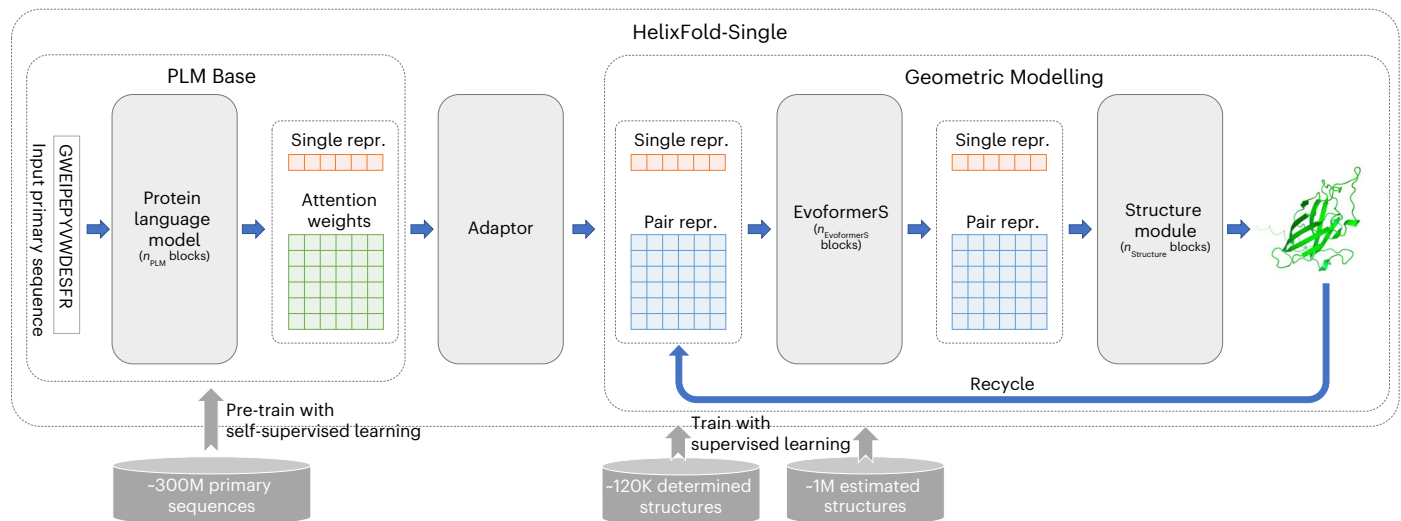 HelixFold-Single
PLM Base
Input primary sequence
GWEIPEPYVWDESFR
Protein
language
model
(nPLM blocks)
Single repr.
Attention
weights
Adaptor
Geometric Modelling
Single repr.
Pair repr.
EvoformerS
(nEvoformerS
blocks)
Single repr.
Pair repr.
Structure
module
(nStructure blocks)
Recycle
Pre-train with
self-supervised learning
Train with
supervised learning
~300M primary
sequences
~120K determined
structures
~1M estimated
structures